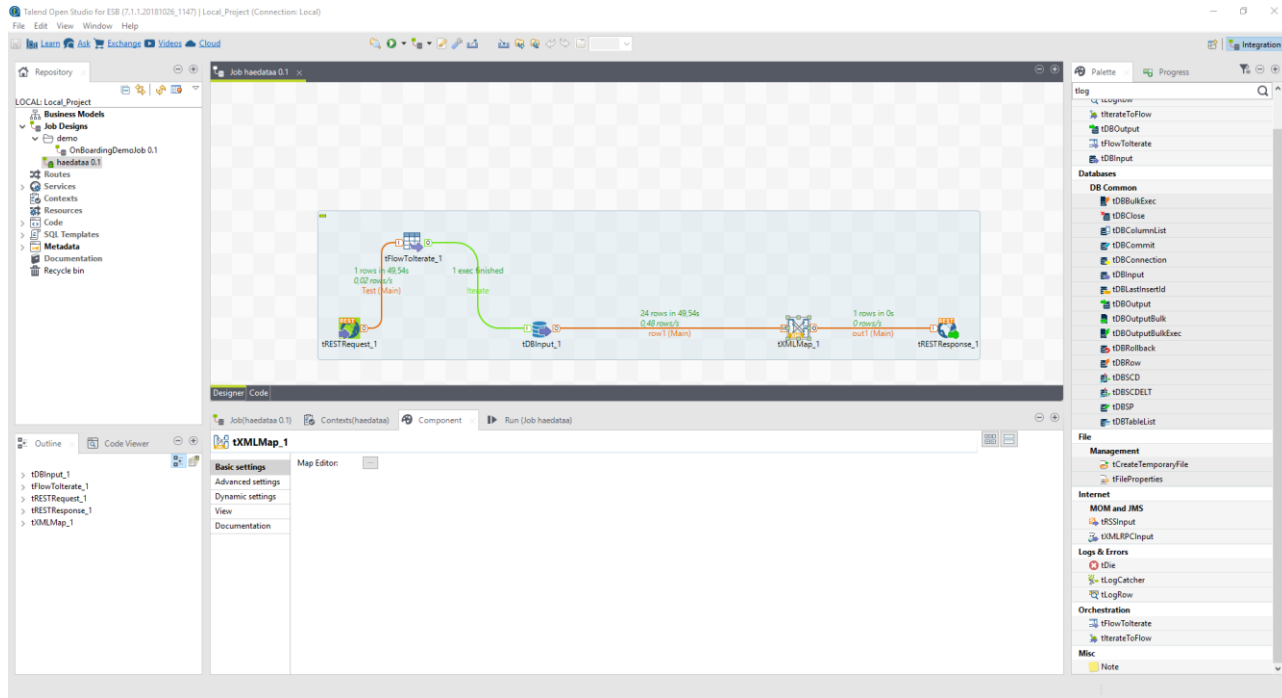 Talend Open Studio for ESB (7.1.1.20181026_1147) | Local_Project (Connection: Local)
File Edit View Window Help
Learn Ask Exchange Videos Cloud
Integration
Repository
LOCAL: Local_Project
Business Models
Job Designs
demo
OnBoardingDemoJob 0.1
haedataa 0.1
Routes
Services
Contexts
Resources
Code
SQL Templates
Metadata
Documentation
Recycle bin
Outline
Code Viewer
tDBInput_1
tFlowToIterate_1
tRESTRequest_1
tRESTResponse_1
tXMLMap_1
Job haedataa 0.1
tFlowToIterate_1
1 rows in 49,54s
0,02 rows/s
Test (Main)
1 exec finished
Iterate
tRESTRequest_1
tDBInput_1
24 rows in 49,54s
0,48 rows/s
row1 (Main)
tXMLMap_1
1 rows in 0s
0 rows/s
out1 (Main)
tRESTResponse_1
Designer Code
Job(haedataa 0.1) Contexts(haedataa) Component Run (Job haedataa)
tXMLMap_1
Basic settings
Advanced settings
Dynamic settings
View
Documentation
Map Editor:
Palette
Progress
tlog
tLogRow
tIterateToFlow
tDBOutput
tFlowToIterate
tDBInput
Databases
DB Common
tDBBulkExec
tDBClose
tDBColumnList
tDBCommit
tDBConnection
tDBInput
tDBLastInsertId
tDBOutput
tDBOutputBulk
tDBOutputBulkExec
tDBRollback
tDBRow
tDBSCD
tDBSCDELT
tDBSP
tDBTableList
File
Management
tCreateTemporaryFile
tFileProperties
Internet
MOM and JMS
tRSSInput
tXMLRPCInput
Logs & Errors
tDie
tLogCatcher
tLogRow
Orchestration
tFlowToIterate
tIterateToFlow
Misc
Note